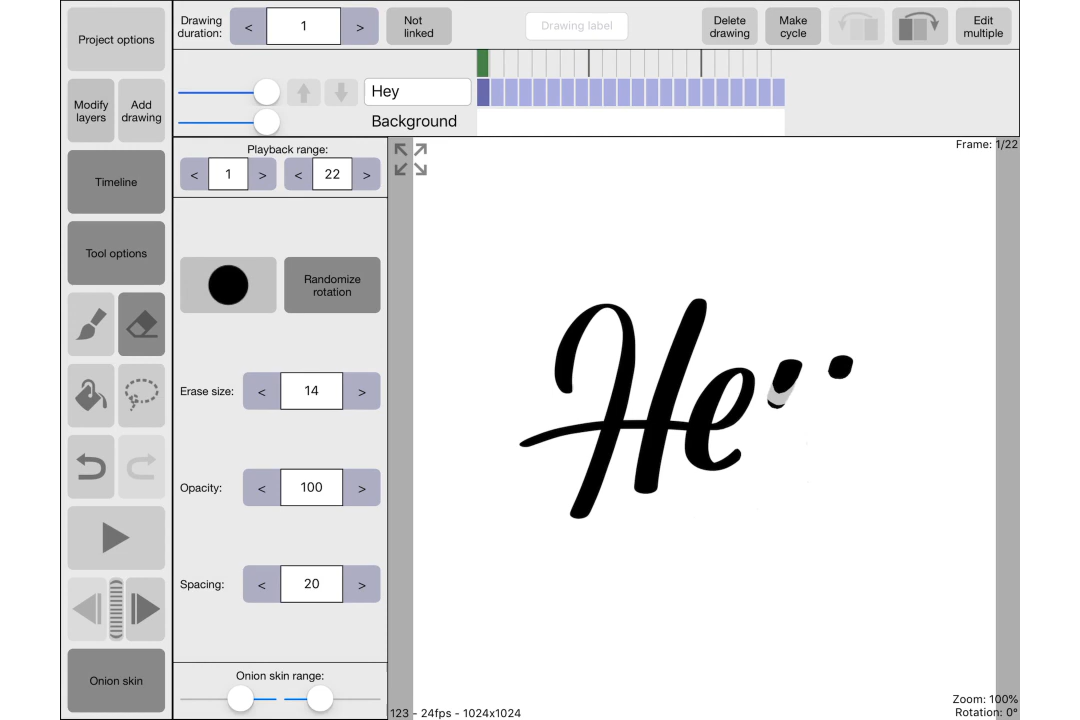 Project options
Modify layers
Add drawing
Timeline
Tool options
Onion skin
Drawing duration:
< 1 >
Not linked
Drawing label
Delete drawing
Make cycle
Edit multiple
Hey
Background
Playback range:
< 1 > < 22 >
Randomize rotation
Erase size: < 14 >
Opacity: < 100 >
Spacing: < 20 >
Onion skin range:
Frame: 1/22
He
123 - 24fps - 1024x1024
Zoom: 100%
Rotation: 0°